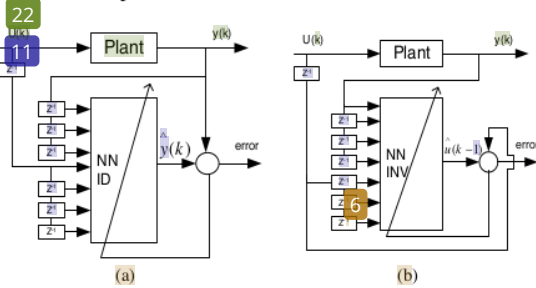 22
U(k)
y(k)
Plant
11
z-1
z-1
z-1
z-1
ŷ(k)
error
NN
ID
z-1
z-1
z-1
(a)
U(k)
y(k)
Plant
z-1
z-1
z-1
z-1
û(k -1)
error
NN
INV
z-1
6
z-1
(b)